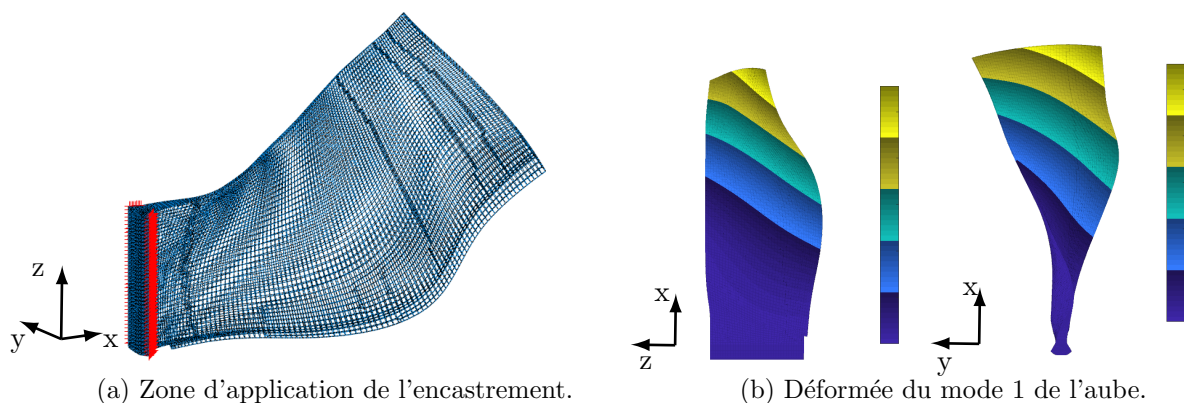 z
y
x
x
z
x
y
(a) Zone d'application de l'encastrement.
(b) Déformée du mode 1 de l'aube.